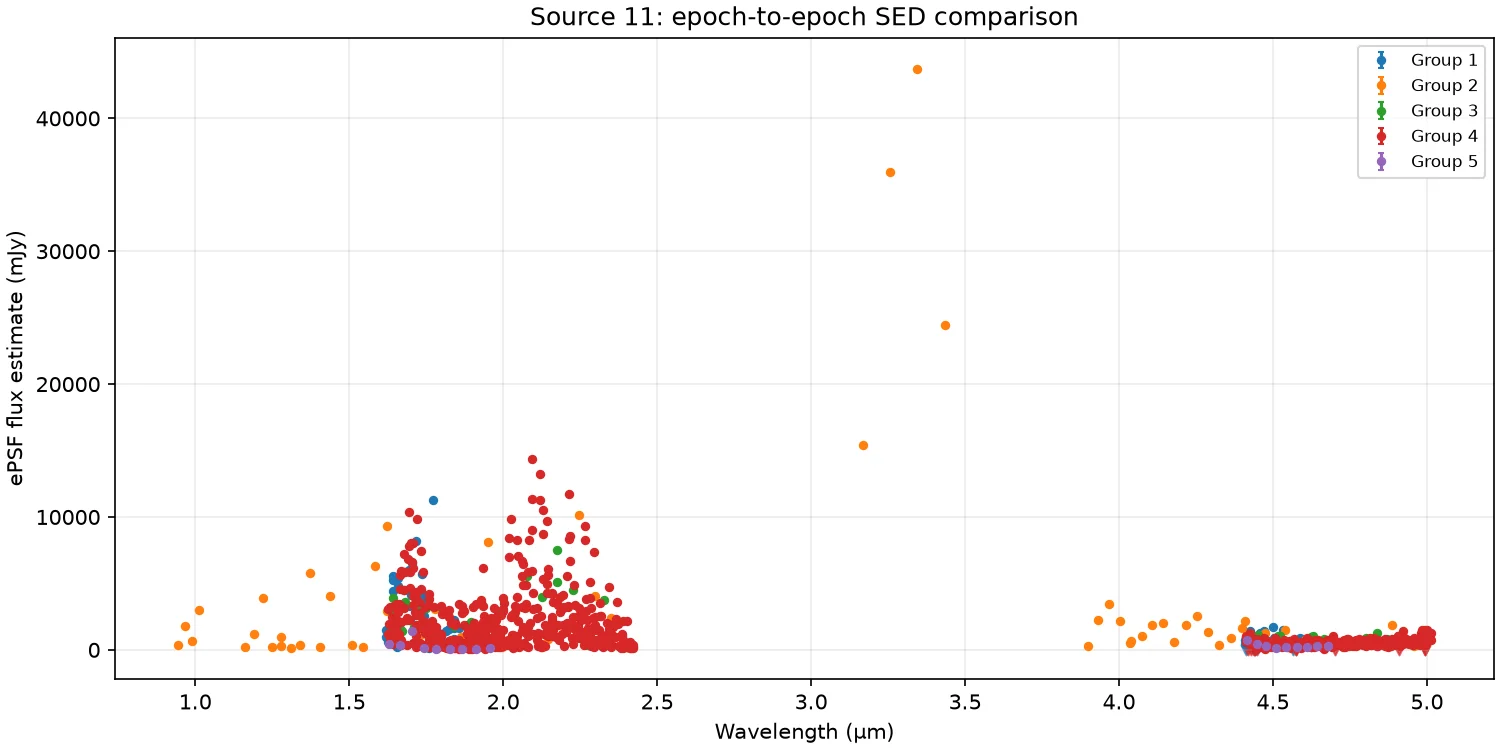 Source 11: epoch-to-epoch SED comparison
Group 1
Group 2
Group 3
Group 4
Group 5
ePSF flux estimate (mJy)
40000
30000
20000
10000
0
1.0 1.5 2.0 2.5 3.0 3.5 4.0 4.5 5.0
Wavelength (μm)